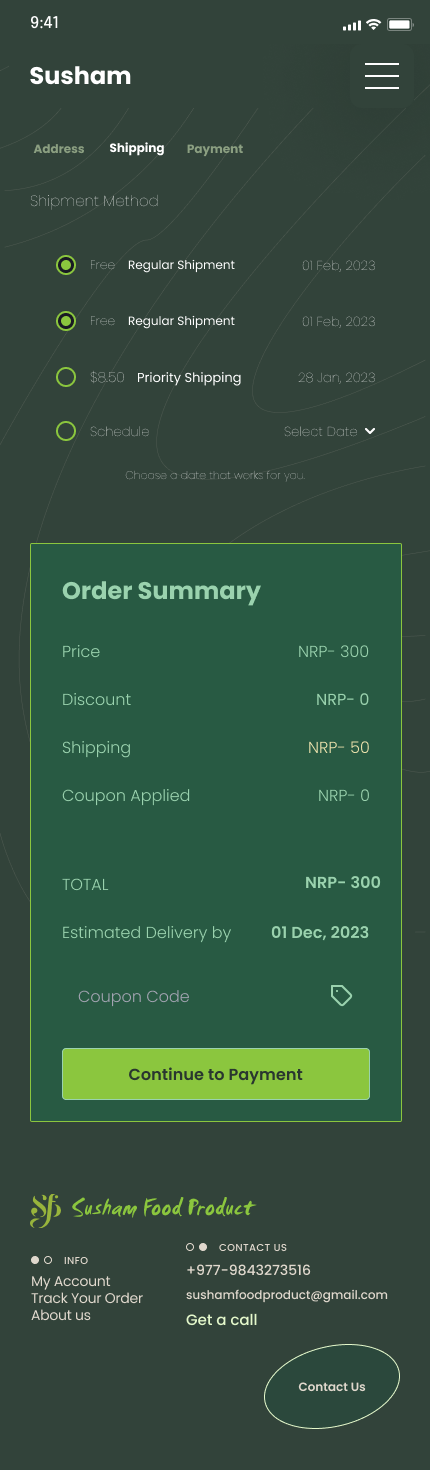 9:41
Susham
Address Shipping Payment
Shipment Method
Free Regular Shipment 01 Feb, 2023
Free Regular Shipment 01 Feb, 2023
$8.50 Priority Shipping 28 Jan, 2023
Schedule Select Date
Choose a date that works for you.
Order Summary
Price NRP- 300
Discount NRP- 0
Shipping NRP- 50
Coupon Applied NRP- 0
TOTAL NRP- 300
Estimated Delivery by 01 Dec, 2023
Coupon Code
Continue to Payment
Sfp Susham Food Product
INFO
My Account
Track Your Order
About us
CONTACT US
+977-9843273516
sushamfoodproduct@gmail.com
Get a call
Contact Us